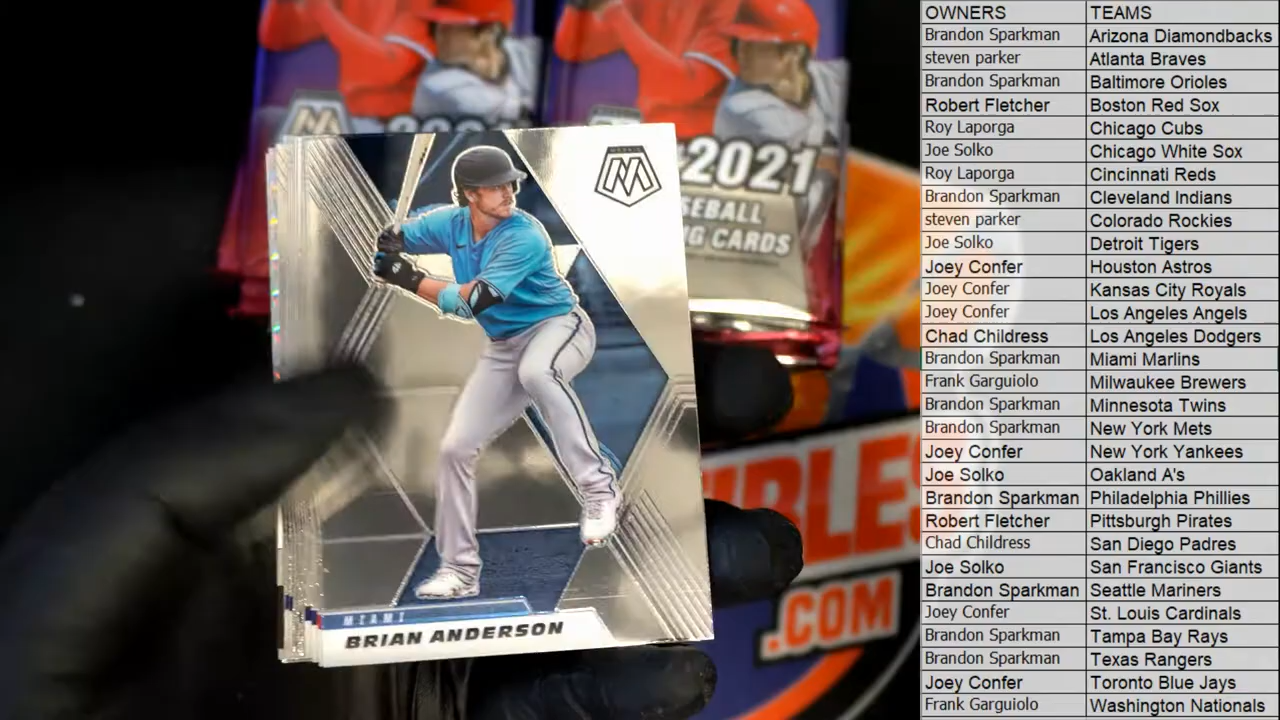 2021
BASEBALL
CARDS
M
MIAMI
BRIAN ANDERSON
BLES
.COM
OWNERS TEAMS
Brandon Sparkman Arizona Diamondbacks
steven parker Atlanta Braves
Brandon Sparkman Baltimore Orioles
Robert Fletcher Boston Red Sox
Roy Laporga Chicago Cubs
Joe Solko Chicago White Sox
Roy Laporga Cincinnati Reds
Brandon Sparkman Cleveland Indians
steven parker Colorado Rockies
Joe Solko Detroit Tigers
Joey Confer Houston Astros
Joey Confer Kansas City Royals
Joey Confer Los Angeles Angels
Chad Childress Los Angeles Dodgers
Brandon Sparkman Miami Marlins
Frank Garguiolo Milwaukee Brewers
Brandon Sparkman Minnesota Twins
Brandon Sparkman New York Mets
Joey Confer New York Yankees
Joe Solko Oakland A's
Brandon Sparkman Philadelphia Phillies
Robert Fletcher Pittsburgh Pirates
Chad Childress San Diego Padres
Joe Solko San Francisco Giants
Brandon Sparkman Seattle Mariners
Joey Confer St. Louis Cardinals
Brandon Sparkman Tampa Bay Rays
Brandon Sparkman Texas Rangers
Joey Confer Toronto Blue Jays
Frank Garguiolo Washington Nationals